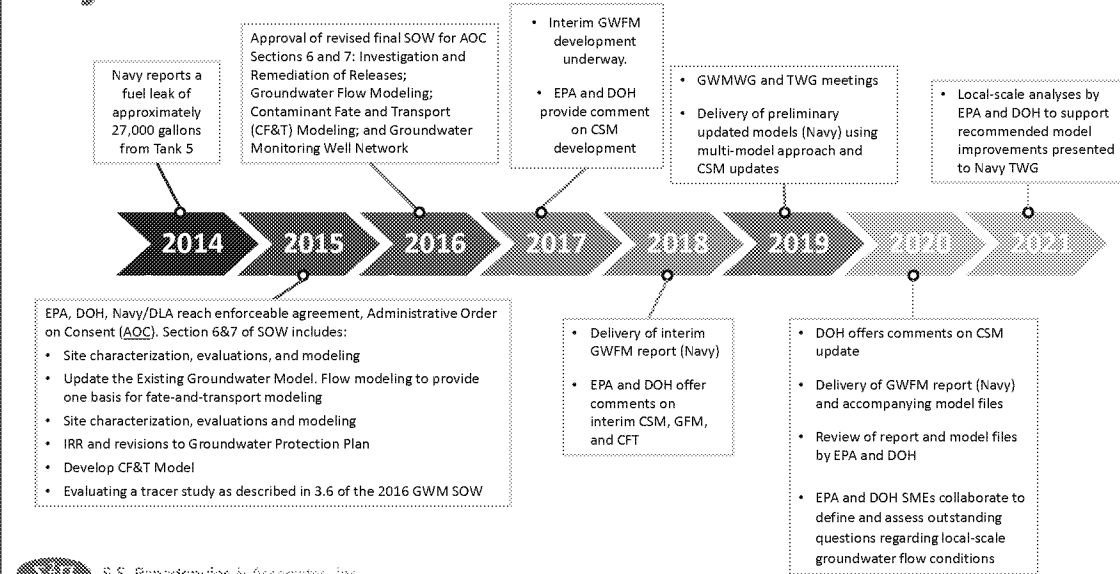 Navy reports a
fuel leak of
approximately
27,000 gallons
from Tank 5
Approval of revised final SOW for AOC
Sections 6 and 7: Investigation and
Remediation of Releases;
Groundwater Flow Modeling;
Contaminant Fate and Transport
(CF&T) Modeling; and Groundwater
Monitoring Well Network
• Interim GWFM
development
underway.
• EPA and DOH
provide comment
on CSM
development
• GWMWG and TWG meetings
• Delivery of preliminary
updated models (Navy) using
multi-model approach and
CSM updates
• Local-scale analyses by
EPA and DOH to support
recommended model
improvements presented
to Navy TWG
2014
2015
2016
2017
2018
2019
2020
2021
EPA, DOH, Navy/DLA reach enforceable agreement, Administrative Order
on Consent (AOC). Section 6&7 of SOW includes:
• Site characterization, evaluations, and modeling
• Update the Existing Groundwater Model. Flow modeling to provide
one basis for fate-and-transport modeling
• Site characterization, evaluations and modeling
• IRR and revisions to Groundwater Protection Plan
• Develop CF&T Model
• Evaluating a tracer study as described in 3.6 of the 2016 GWM SOW
• Delivery of interim
GWFM report (Navy)
• EPA and DOH offer
comments on
interim CSM, GFM,
and CFT
• DOH offers comments on CSM
update
• Delivery of GWFM report (Navy)
and accompanying model files
• Review of report and model files
by EPA and DOH
• EPA and DOH SMEs collaborate to
define and assess outstanding
questions regarding local-scale
groundwater flow conditions